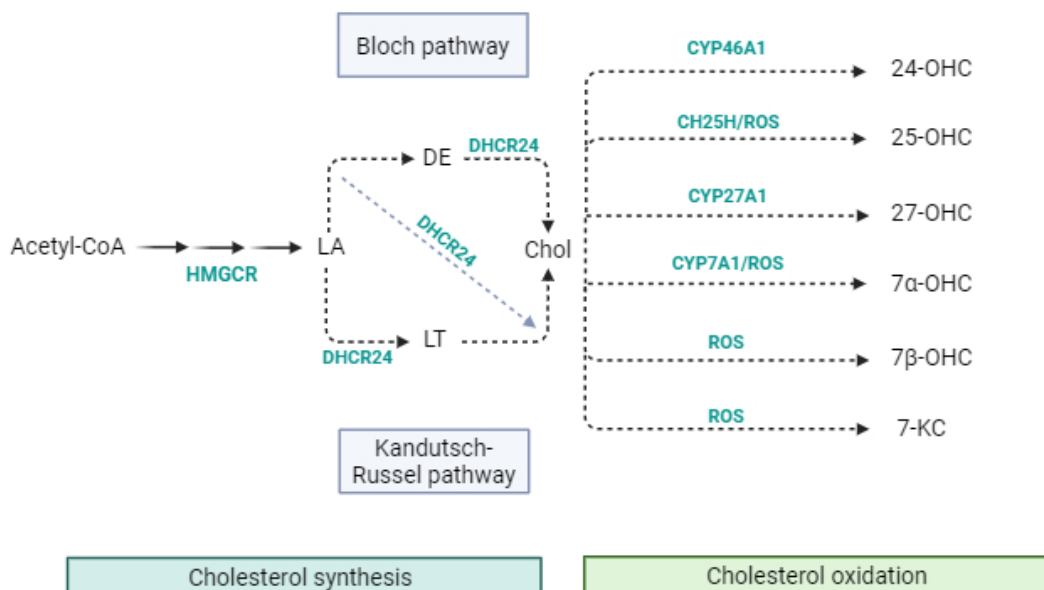 Bloch pathway
CYP46A1
24-OHC
CH25H/ROS
25-OHC
DE
DHCR24
CYP27A1
27-OHC
DHCR24
Acetyl-CoA
HMGCR
LA
Chol
CYP7A1/ROS
7α-OHC
DHCR24
LT
ROS
7β-OHC
ROS
7-KC
Kandutsch-
Russel pathway
Cholesterol synthesis
Cholesterol oxidation